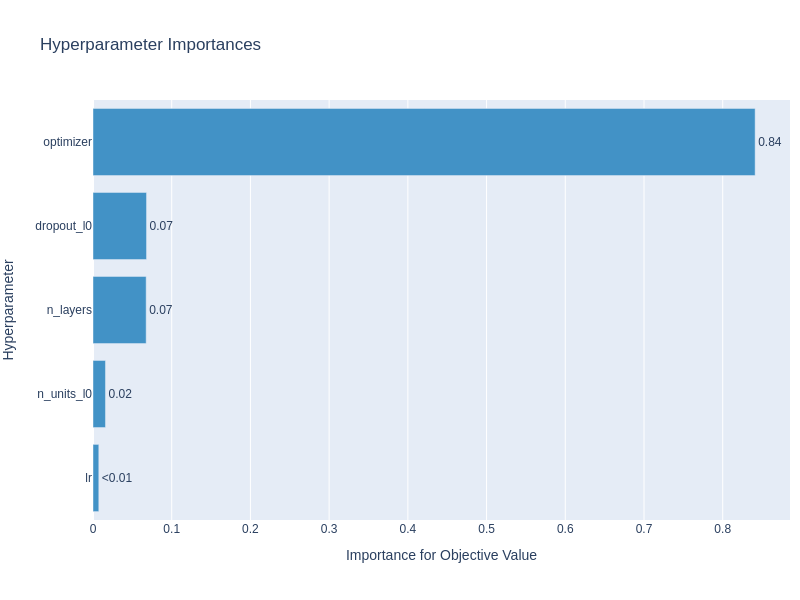 Hyperparameter Importances
Hyperparameter
optimizer 0.84
dropout_l0 0.07
n_layers 0.07
n_units_l0 0.02
lr <0.01
0 0.1 0.2 0.3 0.4 0.5 0.6 0.7 0.8
Importance for Objective Value